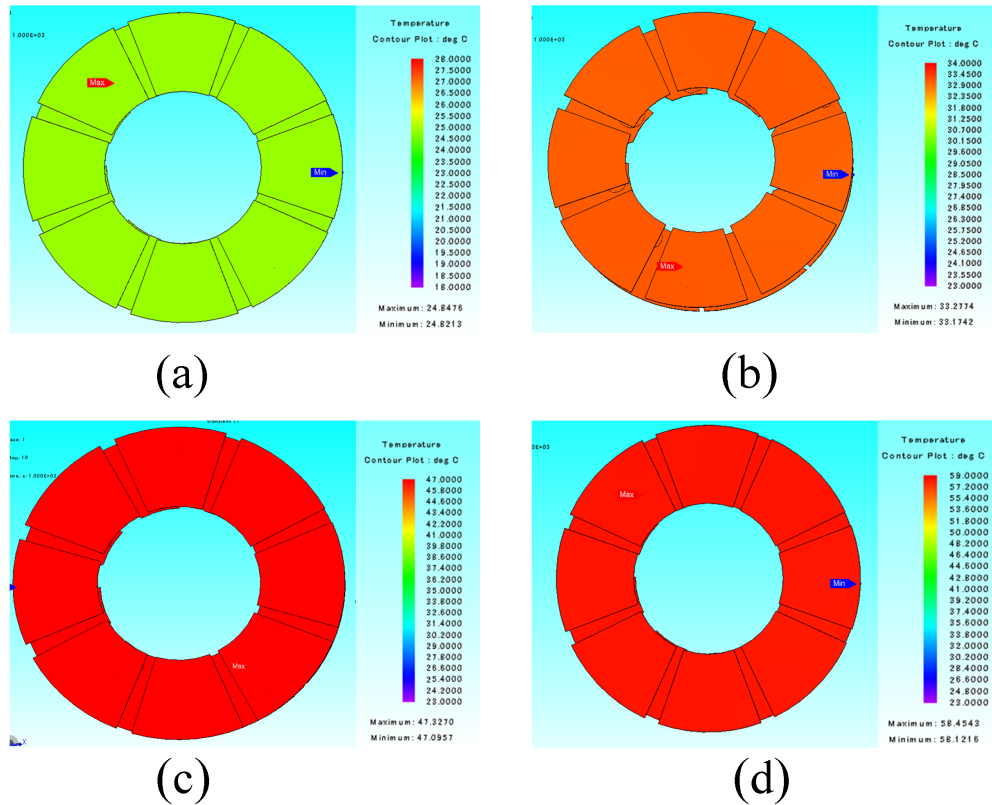 1.000E+03
Temperature
Contour Plot : deg C
28.0000
27.5000
27.0000
26.5000
26.0000
25.5000
25.0000
24.5000
24.0000
23.5000
23.0000
22.5000
22.0000
21.5000
21.0000
20.5000
20.0000
19.5000
19.0000
18.5000
18.0000
Max
Min
Maximum : 24.8476
Minimum : 24.8213
(a)
1.000E+03
Temperature
Contour Plot : deg C
34.0000
33.4500
32.9000
32.3500
31.8000
31.2500
30.7000
30.1500
29.6000
29.0500
28.5000
27.9500
27.4000
26.8500
26.3000
25.7500
25.2000
24.6500
24.1000
23.5500
23.0000
Min
Max
Maximum : 33.2774
Minimum : 33.1742
(b)
1.000E+03
Temperature
Contour Plot : deg C
47.0000
45.8000
44.6000
43.4000
42.2000
41.0000
39.8000
38.6000
37.4000
36.2000
35.0000
33.8000
32.6000
31.4000
30.2000
29.0000
27.8000
26.6000
25.4000
24.2000
23.0000
Max
X
Maximum : 47.3270
Minimum : 47.0957
(c)
Temperature
Contour Plot : deg C
59.0000
57.2000
55.4000
53.6000
51.8000
50.0000
48.2000
46.4000
44.6000
42.8000
41.0000
39.2000
37.4000
35.6000
33.8000
32.0000
30.2000
28.4000
26.6000
24.8000
23.0000
Max
Min
Maximum : 58.4543
Minimum : 58.1216
(d)